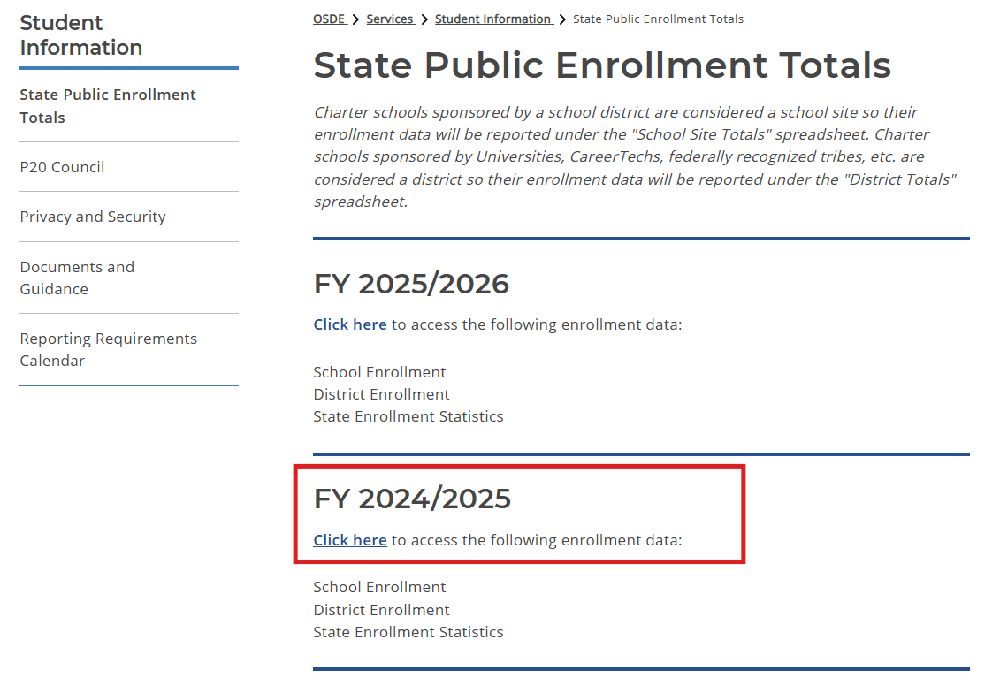 Student
Information
State Public Enrollment
Totals
P20 Council
Privacy and Security
Documents and
Guidance
Reporting Requirements
Calendar
OSDE > Services > Student Information > State Public Enrollment Totals
State Public Enrollment Totals
Charter schools sponsored by a school district are considered a school site so their
enrollment data will be reported under the "School Site Totals" spreadsheet. Charter
schools sponsored by Universities, CareerTechs, federally recognized tribes, etc. are
considered a district so their enrollment data will be reported under the "District Totals"
spreadsheet.
FY 2025/2026
Click here to access the following enrollment data:
School Enrollment
District Enrollment
State Enrollment Statistics
FY 2024/2025
Click here to access the following enrollment data:
School Enrollment
District Enrollment
State Enrollment Statistics